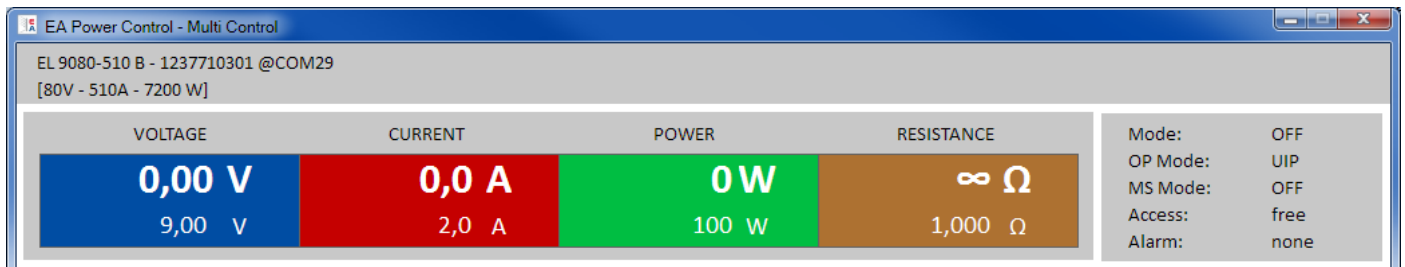 EA Power Control - Multi Control
EL 9080-510 B - 1237710301 @COM29
[80V - 510A - 7200 W]
VOLTAGE CURRENT POWER RESISTANCE
0,00 V 0,0 A 0 W ∞ Ω
9,00 V 2,0 A 100 W 1,000 Ω
Mode: OFF
OP Mode: UIP
MS Mode: OFF
Access: free
Alarm: none